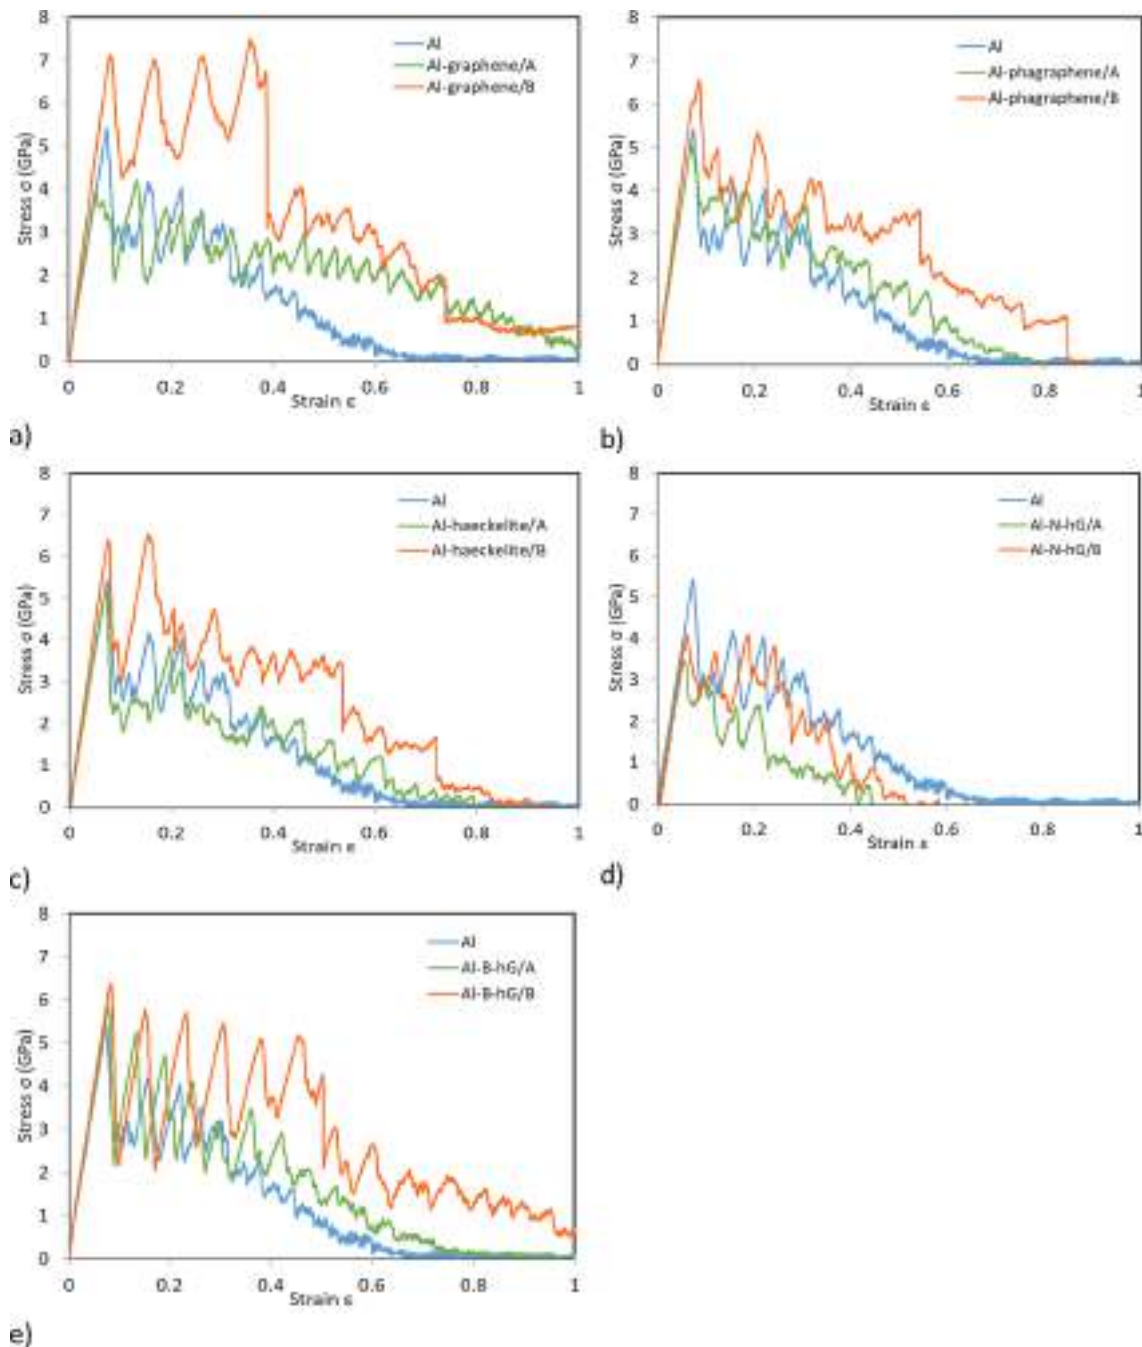 8
7
6
5
4
3
2
1
0
Stress σ (GPa)
Al
Al-graphene/A
Al-graphene/B
0 0.2 0.4 0.6 0.8 1
Strain ε
a)
8
7
6
5
4
3
2
1
0
Stress σ (GPa)
Al
Al-phagraphene/A
Al-phagraphene/B
0 0.2 0.4 0.6 0.8 1
Strain ε
b)
8
7
6
5
4
3
2
1
0
Stress σ (GPa)
Al
Al-haeckelite/A
Al-haeckelite/B
0 0.2 0.4 0.6 0.8 1
Strain ε
c)
8
7
6
5
4
3
2
1
0
Stress σ (GPa)
Al
Al-N-hG/A
Al-N-hG/B
0 0.2 0.4 0.6 0.8 1
Strain ε
d)
8
7
6
5
4
3
2
1
0
Stress σ (GPa)
Al
Al-B-hG/A
Al-B-hG/B
0 0.2 0.4 0.6 0.8 1
Strain ε
e)